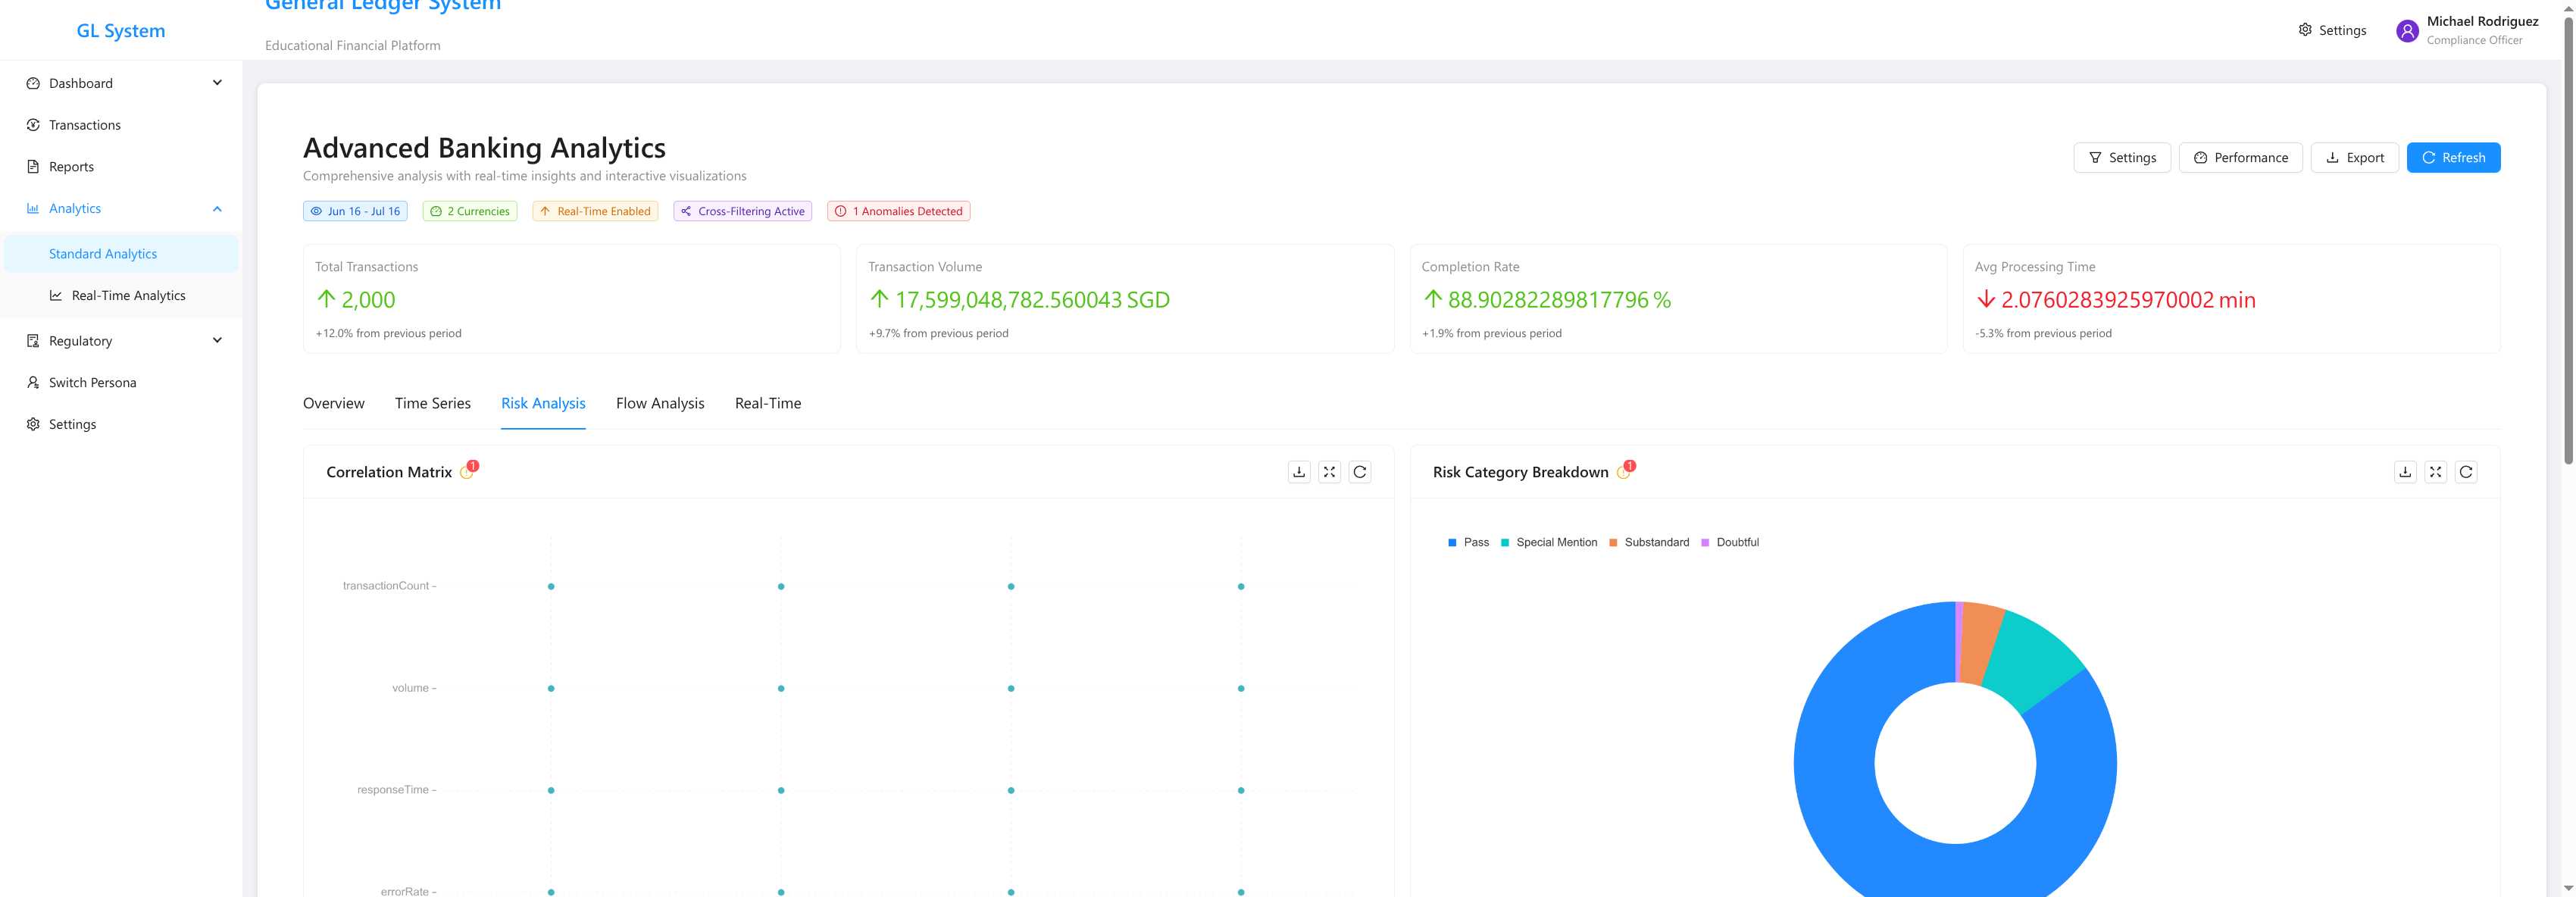 General Ledger System
GL System
Educational Financial Platform
Settings
Michael Rodriguez
Compliance Officer
Dashboard
Transactions
Reports
Analytics
Standard Analytics
Real-Time Analytics
Regulatory
Switch Persona
Settings
Advanced Banking Analytics
Comprehensive analysis with real-time insights and interactive visualizations
Settings
Performance
Export
Refresh
Jun 16 - Jul 16
2 Currencies
Real-Time Enabled
Cross-Filtering Active
1 Anomalies Detected
Total Transactions
2,000
+12.0% from previous period
Transaction Volume
17,599,048,782.560043 SGD
+9.7% from previous period
Completion Rate
88.90282289817796 %
+1.9% from previous period
Avg Processing Time
2.0760283925970002 min
-5.3% from previous period
Overview
Time Series
Risk Analysis
Flow Analysis
Real-Time
Correlation Matrix
1
transactionCount
volume
responseTime
errorRate
Risk Category Breakdown
1
Pass
Special Mention
Substandard
Doubtful